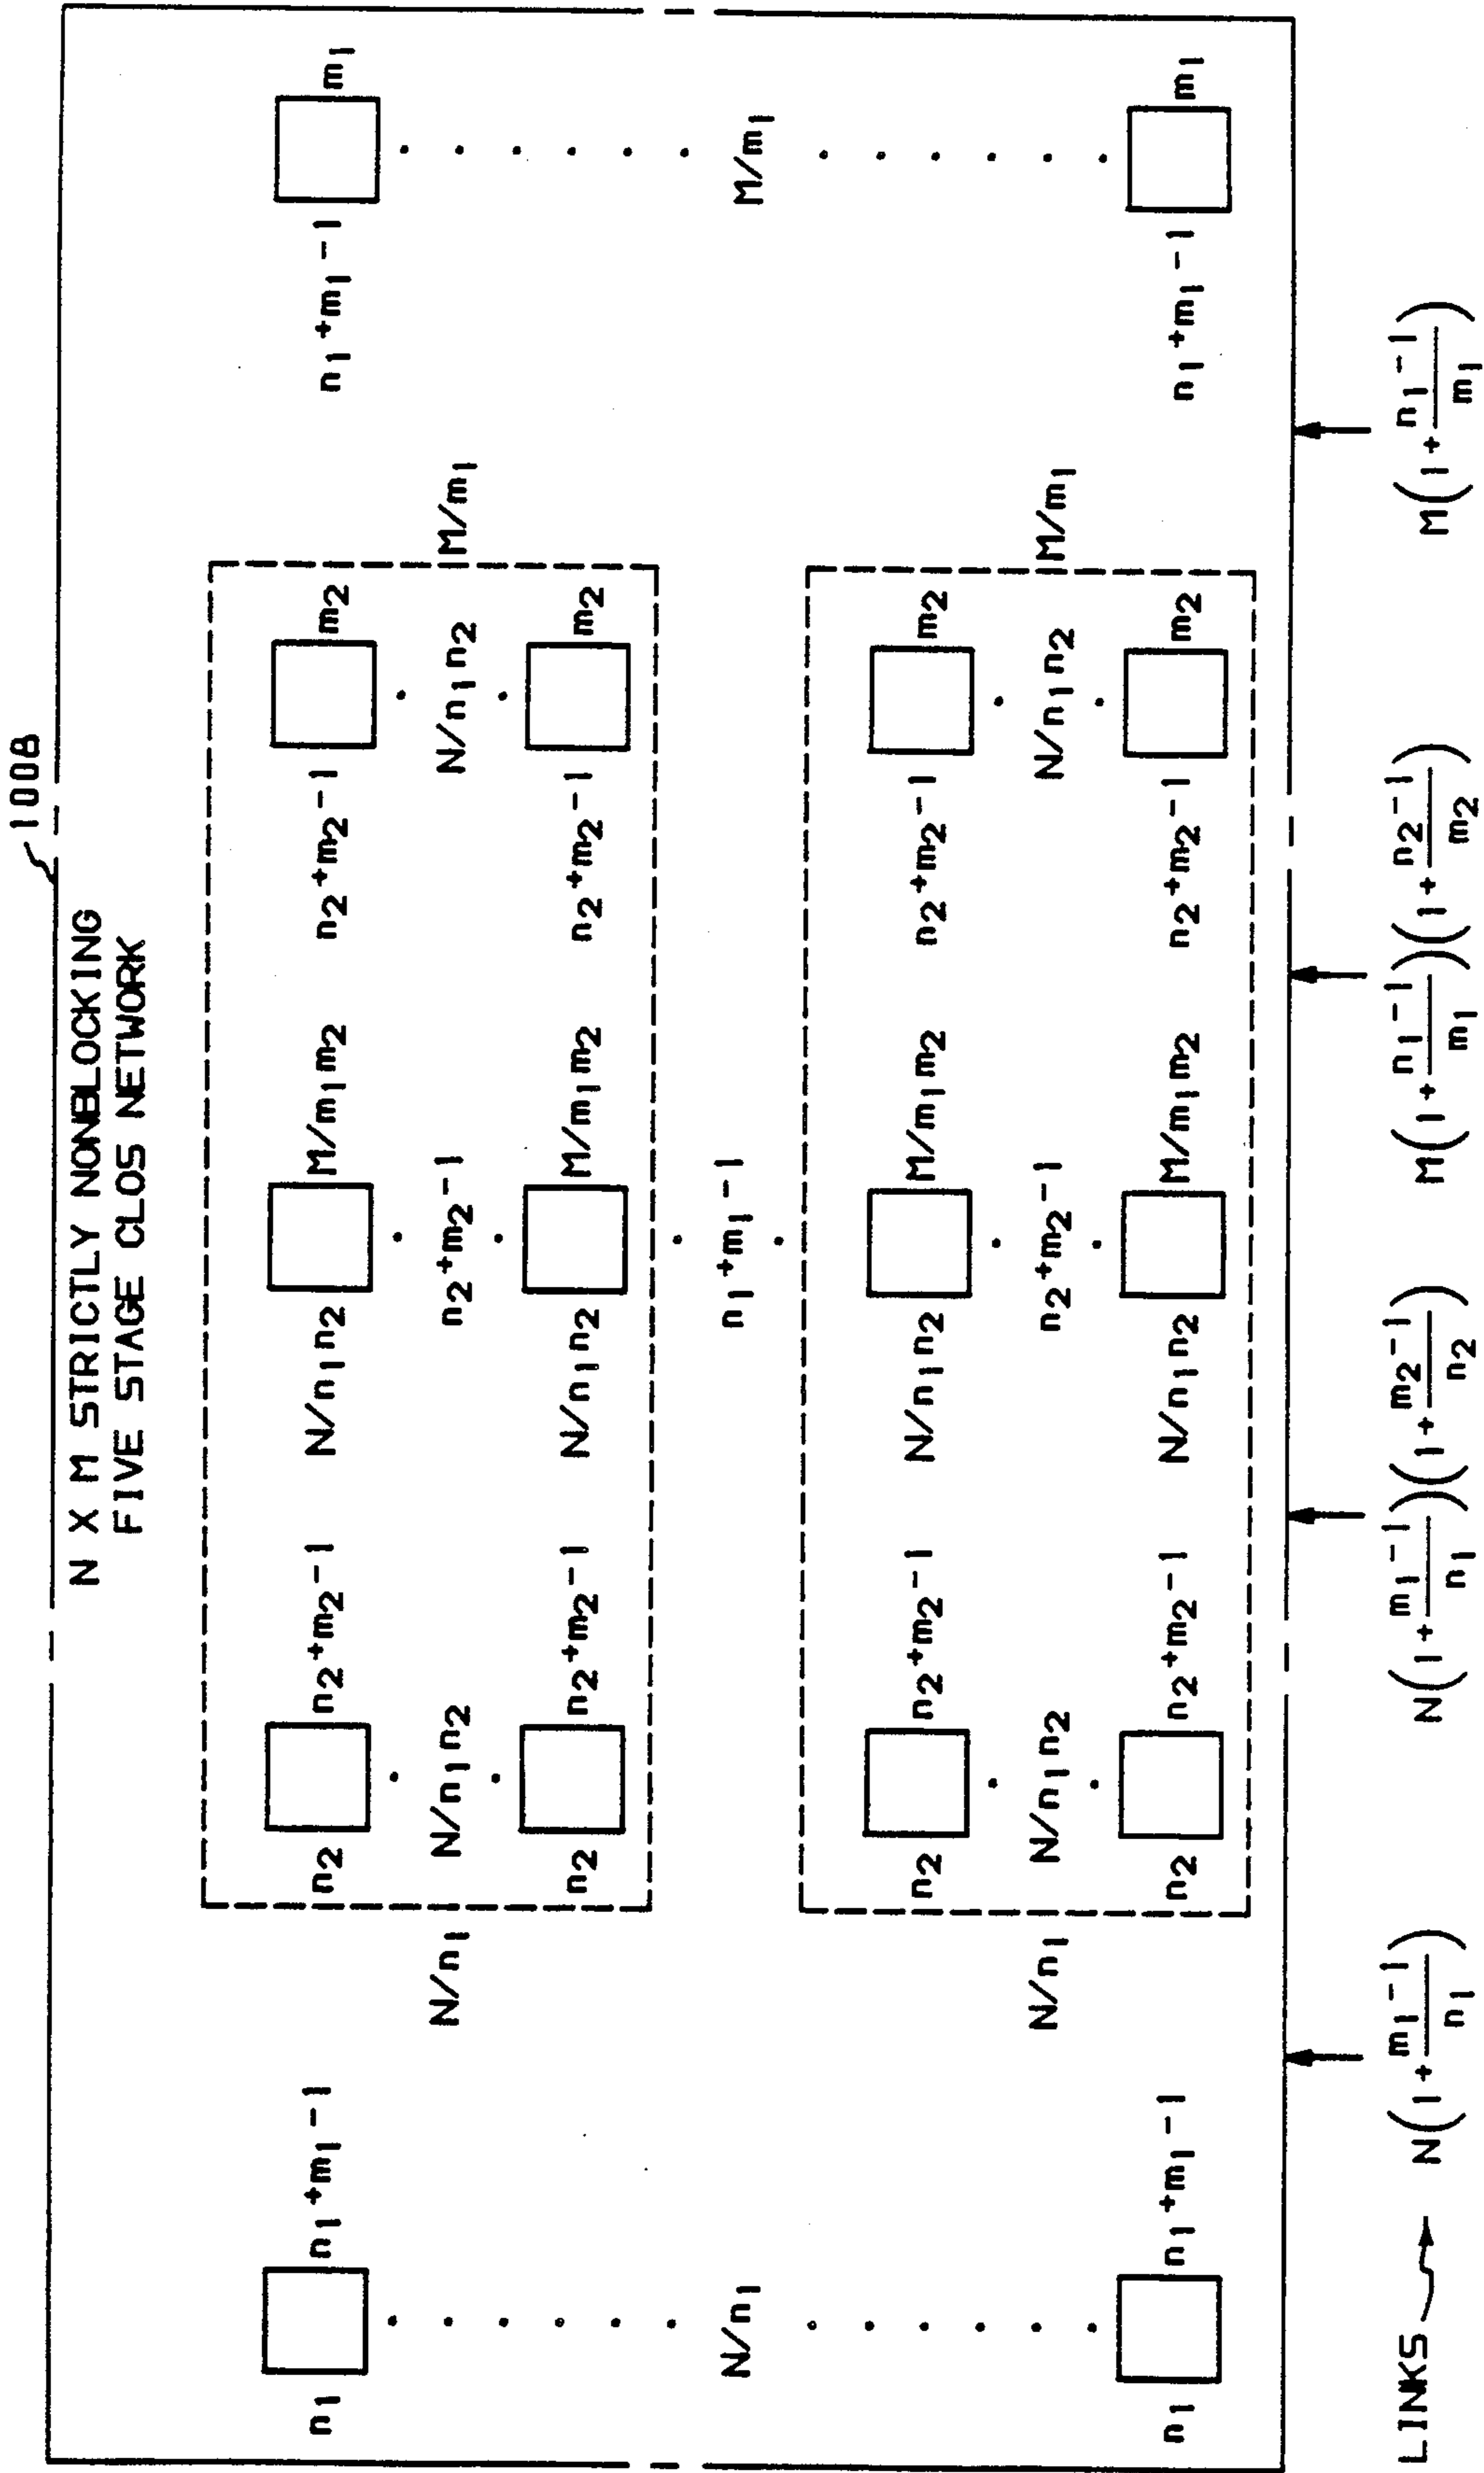 1008
N X M STRICTLY NONBLOCKING
FIVE STAGE CLOS NETWORK
n₁ n₁+m₁-1
N/n₁
n₁ n₁+m₁-1
N/n₁
n₂ n₂+m₂-1 N/n₁n₂ M/m₁m₂ n₂+m₂-1 m₂
N/n₁n₂ n₂+m₂-1 N/n₁n₂
n₂ n₂+m₂-1 N/n₁n₂ M/m₁m₂ n₂+m₂-1 m₂
M/m₁
n₁+m₁-1
N/n₁
n₂ n₂+m₂-1 N/n₁n₂ M/m₁m₂ n₂+m₂-1 m₂
N/n₁n₂ n₂+m₂-1 N/n₁n₂
n₂ n₂+m₂-1 N/n₁n₂ M/m₁m₂ n₂+m₂-1 m₂
M/m₁
n₁+m₁-1 m₁
M/m₁
n₁+m₁-1 m₁
LINKS N(1+(m₁-1)/n₁) N(1+(m₁-1)/n₁)(1+(m₂-1)/n₂) M(1+(n₁-1)/m₁)(1+(n₂-1)/m₂) M(1+(n₁-1)/m₁)